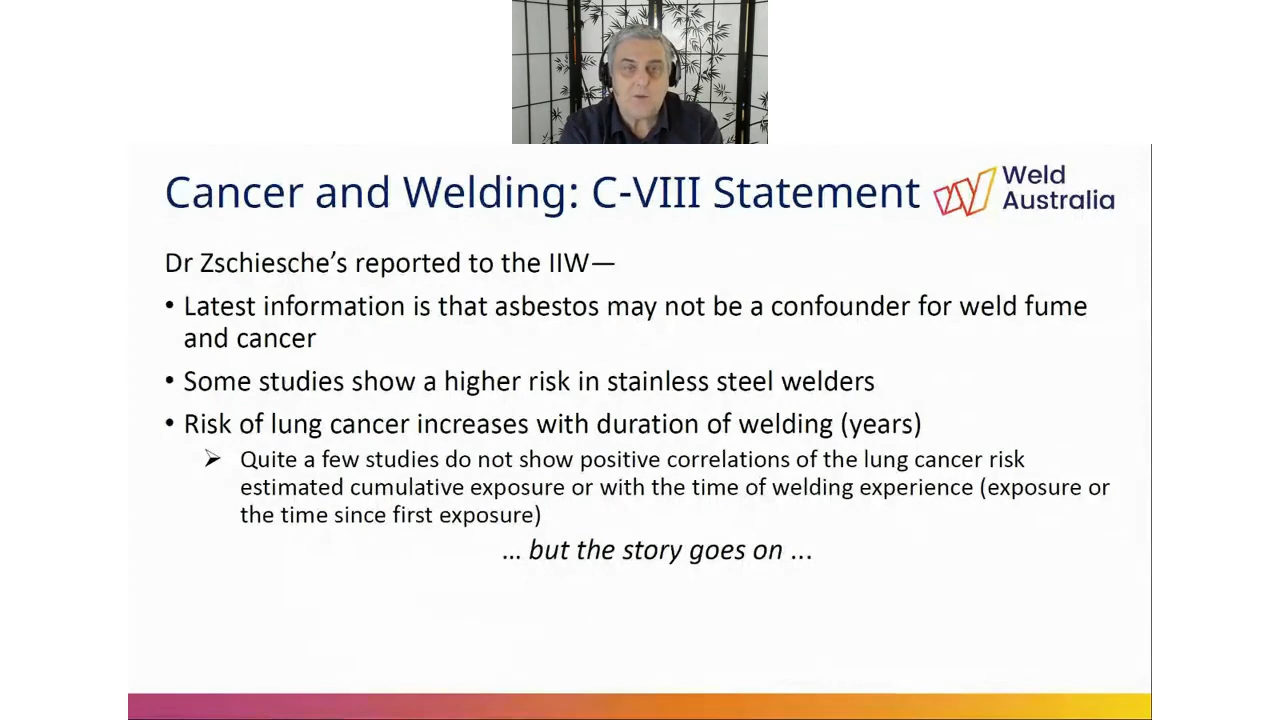 Cancer and Welding: C-VIII Statement
Weld
Australia
Dr Zschiesche's reported to the IIW—
• Latest information is that asbestos may not be a confounder for weld fume
and cancer
• Some studies show a higher risk in stainless steel welders
• Risk of lung cancer increases with duration of welding (years)
➢ Quite a few studies do not show positive correlations of the lung cancer risk
estimated cumulative exposure or with the time of welding experience (exposure or
the time since first exposure)
… but the story goes on ...